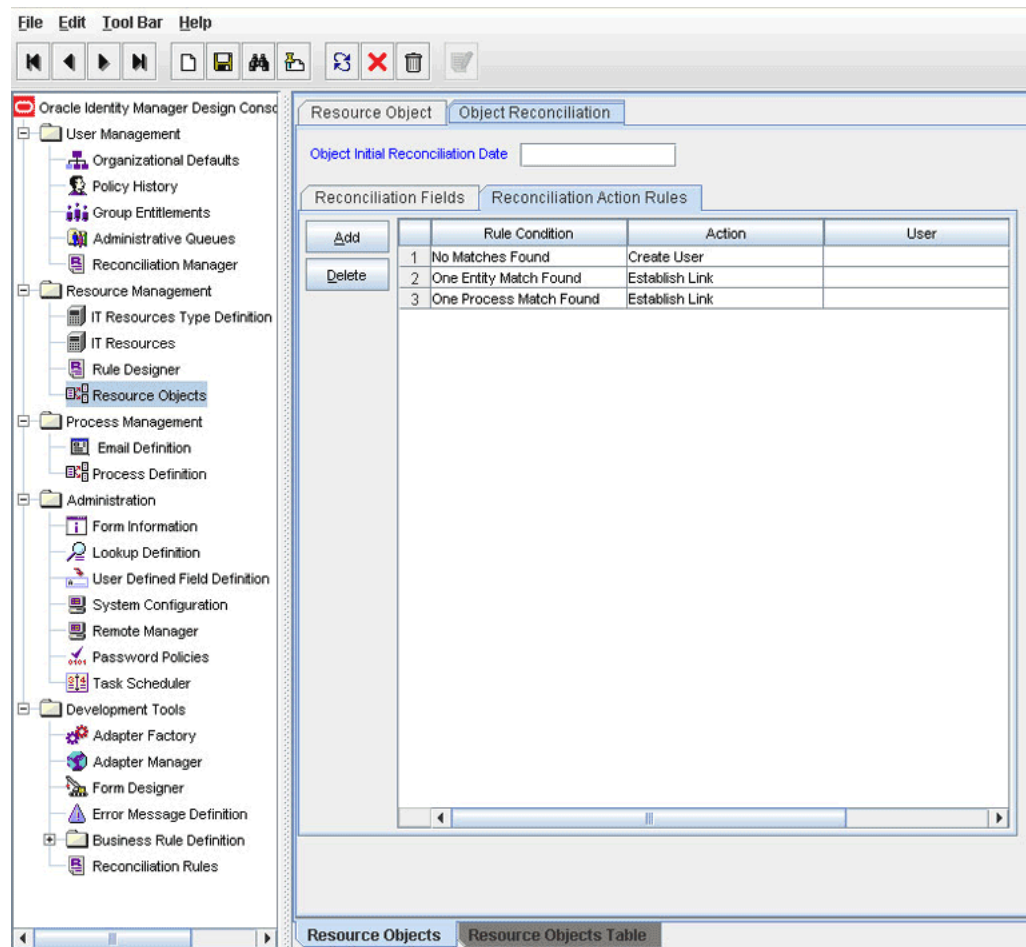 File Edit Tool Bar Help
Oracle Identity Manager Design Consc
User Management
Organizational Defaults
Policy History
Group Entitlements
Administrative Queues
Reconciliation Manager
Resource Management
IT Resources Type Definition
IT Resources
Rule Designer
Resource Objects
Process Management
Email Definition
Process Definition
Administration
Form Information
Lookup Definition
User Defined Field Definition
System Configuration
Remote Manager
Password Policies
Task Scheduler
Development Tools
Adapter Factory
Adapter Manager
Form Designer
Error Message Definition
Business Rule Definition
Reconciliation Rules
Resource Object Object Reconciliation
Object Initial Reconciliation Date
Reconciliation Fields Reconciliation Action Rules
Add
Delete
Rule Condition Action User
1 No Matches Found Create User
2 One Entity Match Found Establish Link
3 One Process Match Found Establish Link
Resource Objects Resource Objects Table